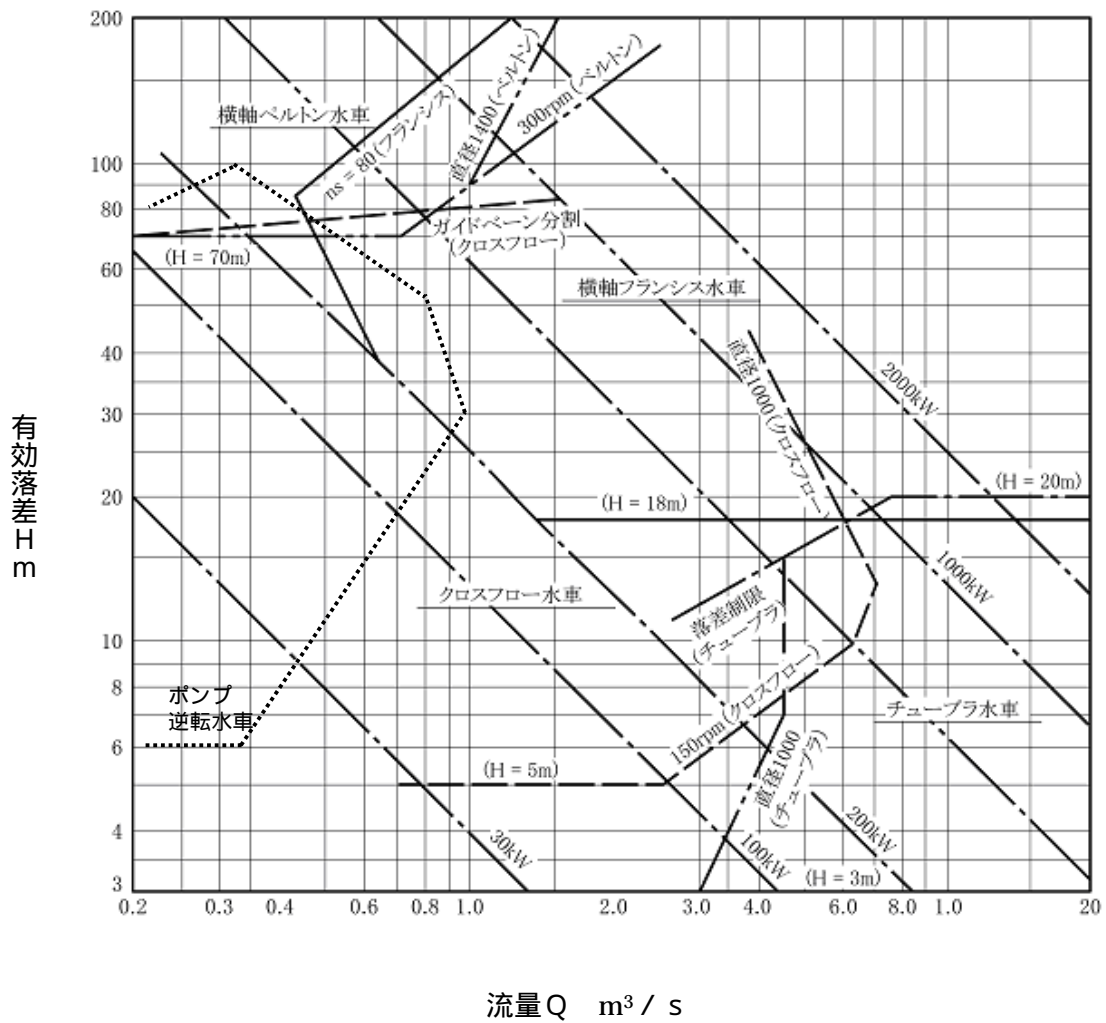 200
100
80
60
40
30
20
10
8
6
4
3
有効落差Hm
横軸ペルトン水車
ns = 80(フランシス)
直径1400(ペルトン)
300rpm(ペルトン)
ガイドベーン分割
(クロスフロー)
(H = 70m)
横軸フランシス水車
直径1000(クロスフロー)
2000kW
(H = 20m)
(H = 18m)
1000kW
クロスフロー水車
落差制限
(チューブラ)
ポンプ
逆転水車
150rpm(クロスフロー)
チューブラ水車
(H = 5m)
直径1000
(チューブラ)
30kW
100kW
200kW
(H = 3m)
0.2 0.3 0.4 0.6 0.8 1.0 2.0 3.0 4.0 6.0 8.0 1.0 20
流量Q m³/s